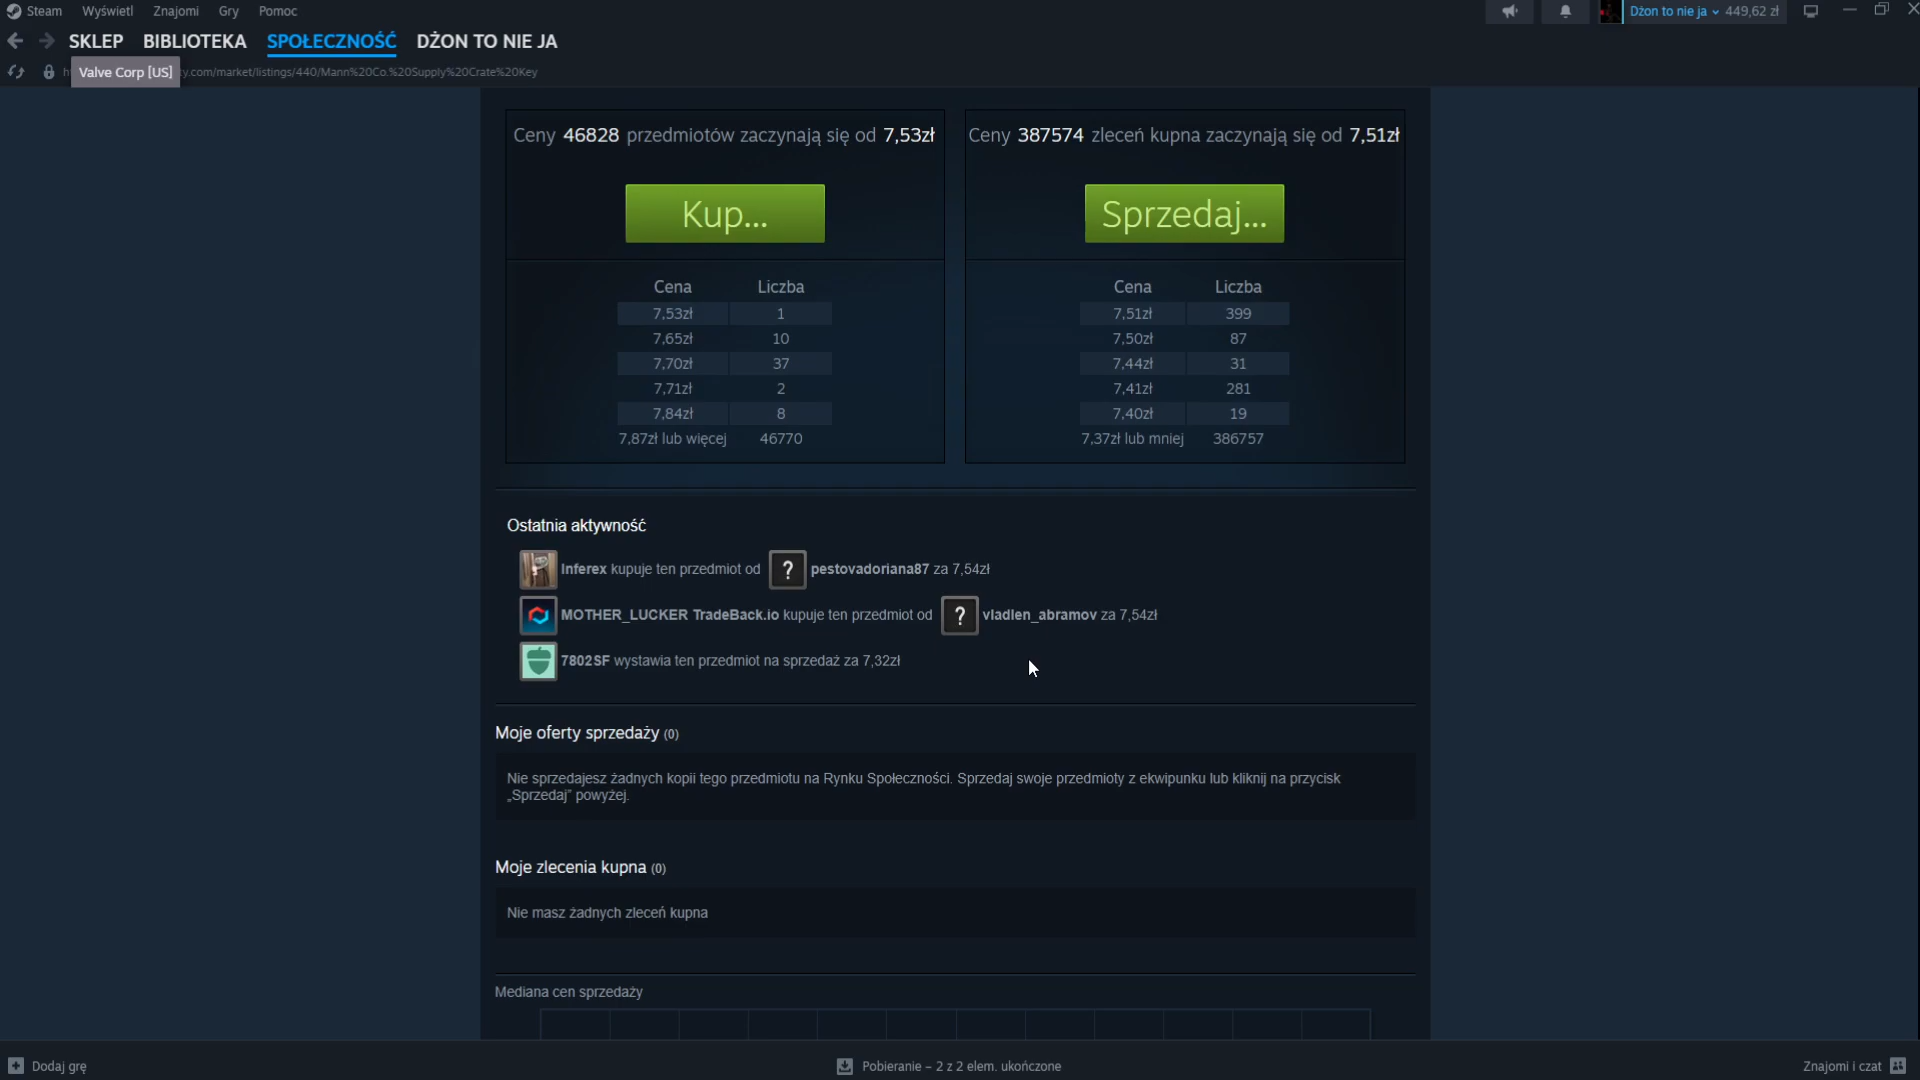 Steam Wyświetl Znajomi Gry Pomoc
Dżon to nie ja 449,62 zł
SKLEP BIBLIOTEKA SPOŁECZNOŚĆ DŻON TO NIE JA
Valve Corp [US] y.com/market/listings/440/Mann%20Co.%20Supply%20Crate%20Key
Ceny 46828 przedmiotów zaczynają się od 7,53zł
Kup...
Cena Liczba
7,53zł 1
7,65zł 10
7,70zł 37
7,71zł 2
7,84zł 8
7,87zł lub więcej 46770
Ceny 387574 zleceń kupna zaczynają się od 7,51zł
Sprzedaj...
Cena Liczba
7,51zł 399
7,50zł 87
7,44zł 31
7,41zł 281
7,40zł 19
7,37zł lub mniej 386757
Ostatnia aktywność
Inferex kupuje ten przedmiot od ? pestovadoriana87 za 7,54zł
MOTHER_LUCKER TradeBack.io kupuje ten przedmiot od ? vladlen_abramov za 7,54zł
7802SF wystawia ten przedmiot na sprzedaż za 7,32zł
Moje oferty sprzedaży (0)
Nie sprzedajesz żadnych kopii tego przedmiotu na Rynku Społeczności. Sprzedaj swoje przedmioty z ekwipunku lub kliknij na przycisk
„Sprzedaj” powyżej.
Moje zlecenia kupna (0)
Nie masz żadnych zleceń kupna
Mediana cen sprzedaży
Dodaj grę
Pobieranie – 2 z 2 elem. ukończone
Znajomi i czat